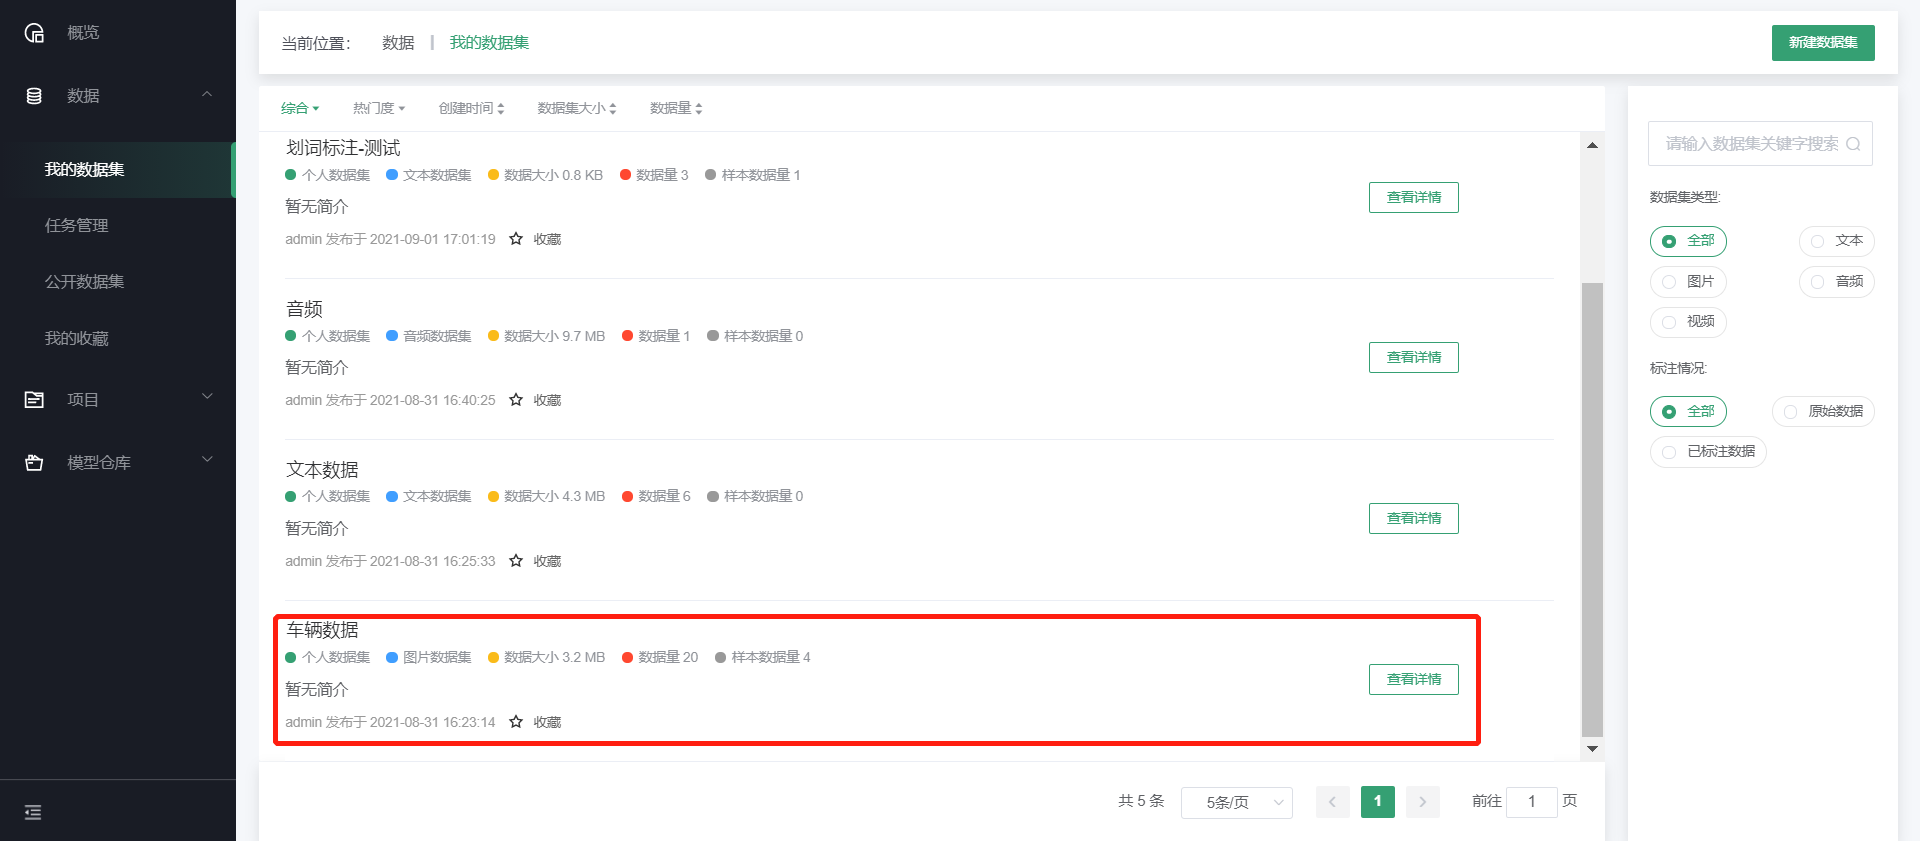 概览
数据
我的数据集
任务管理
公开数据集
我的收藏
项目
模型仓库
当前位置： 数据 | 我的数据集
新建数据集
综合 热门度 创建时间 数据集大小 数据量
划词标注-测试
个人数据集 文本数据集 数据大小 0.8 KB 数据量 3 样本数据量 1
暂无简介
查看详情
admin 发布于 2021-09-01 17:01:19 收藏
音频
个人数据集 音频数据集 数据大小 9.7 MB 数据量 1 样本数据量 0
暂无简介
查看详情
admin 发布于 2021-08-31 16:40:25 收藏
文本数据
个人数据集 文本数据集 数据大小 4.3 MB 数据量 6 样本数据量 0
暂无简介
查看详情
admin 发布于 2021-08-31 16:25:33 收藏
车辆数据
个人数据集 图片数据集 数据大小 3.2 MB 数据量 20 样本数据量 4
暂无简介
查看详情
admin 发布于 2021-08-31 16:23:14 收藏
共 5 条 5条/页 1 前往 1 页
请输入数据集关键字搜索
数据集类型:
全部 文本
图片 音频
视频
标注情况:
全部 原始数据
已标注数据